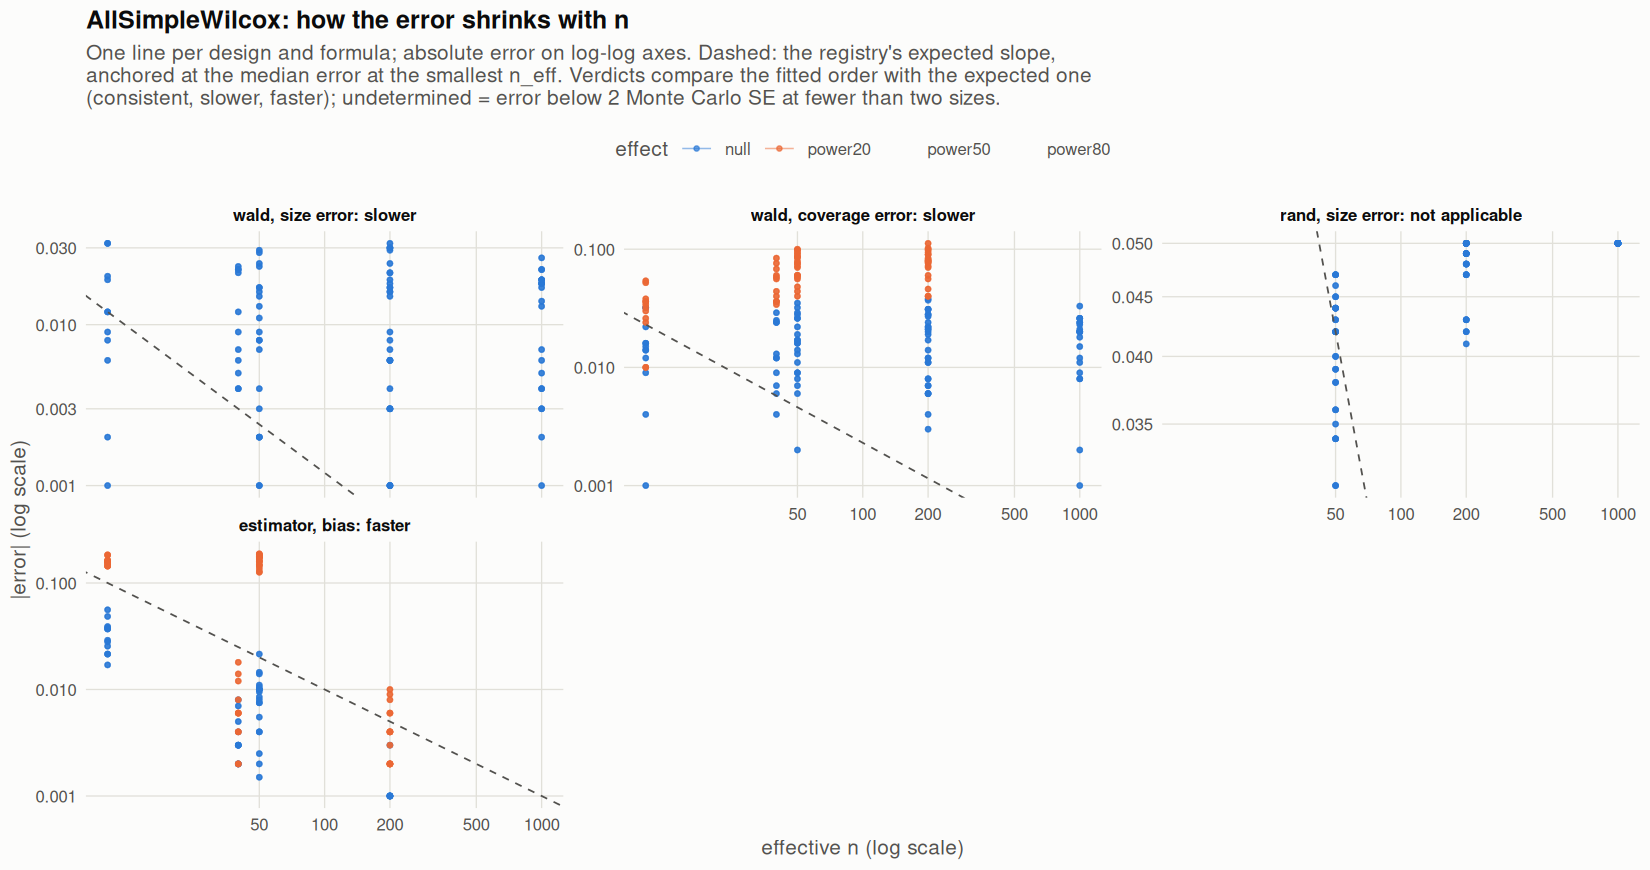 AllSimpleWilcox: how the error shrinks with n
One line per design and formula; absolute error on log-log axes. Dashed: the registry's expected slope,
anchored at the median error at the smallest n_eff. Verdicts compare the fitted order with the expected one
(consistent, slower, faster); undetermined = error below 2 Monte Carlo SE at fewer than two sizes.
effect null power20 power50 power80
wald, size error: slower
0.030
0.010
0.003
0.001
wald, coverage error: slower
0.100
0.010
0.001
50 100 200 500 1000
rand, size error: not applicable
0.050
0.045
0.040
0.035
50 100 200 500 1000
estimator, bias: faster
0.100
0.010
0.001
50 100 200 500 1000
|error| (log scale)
effective n (log scale)